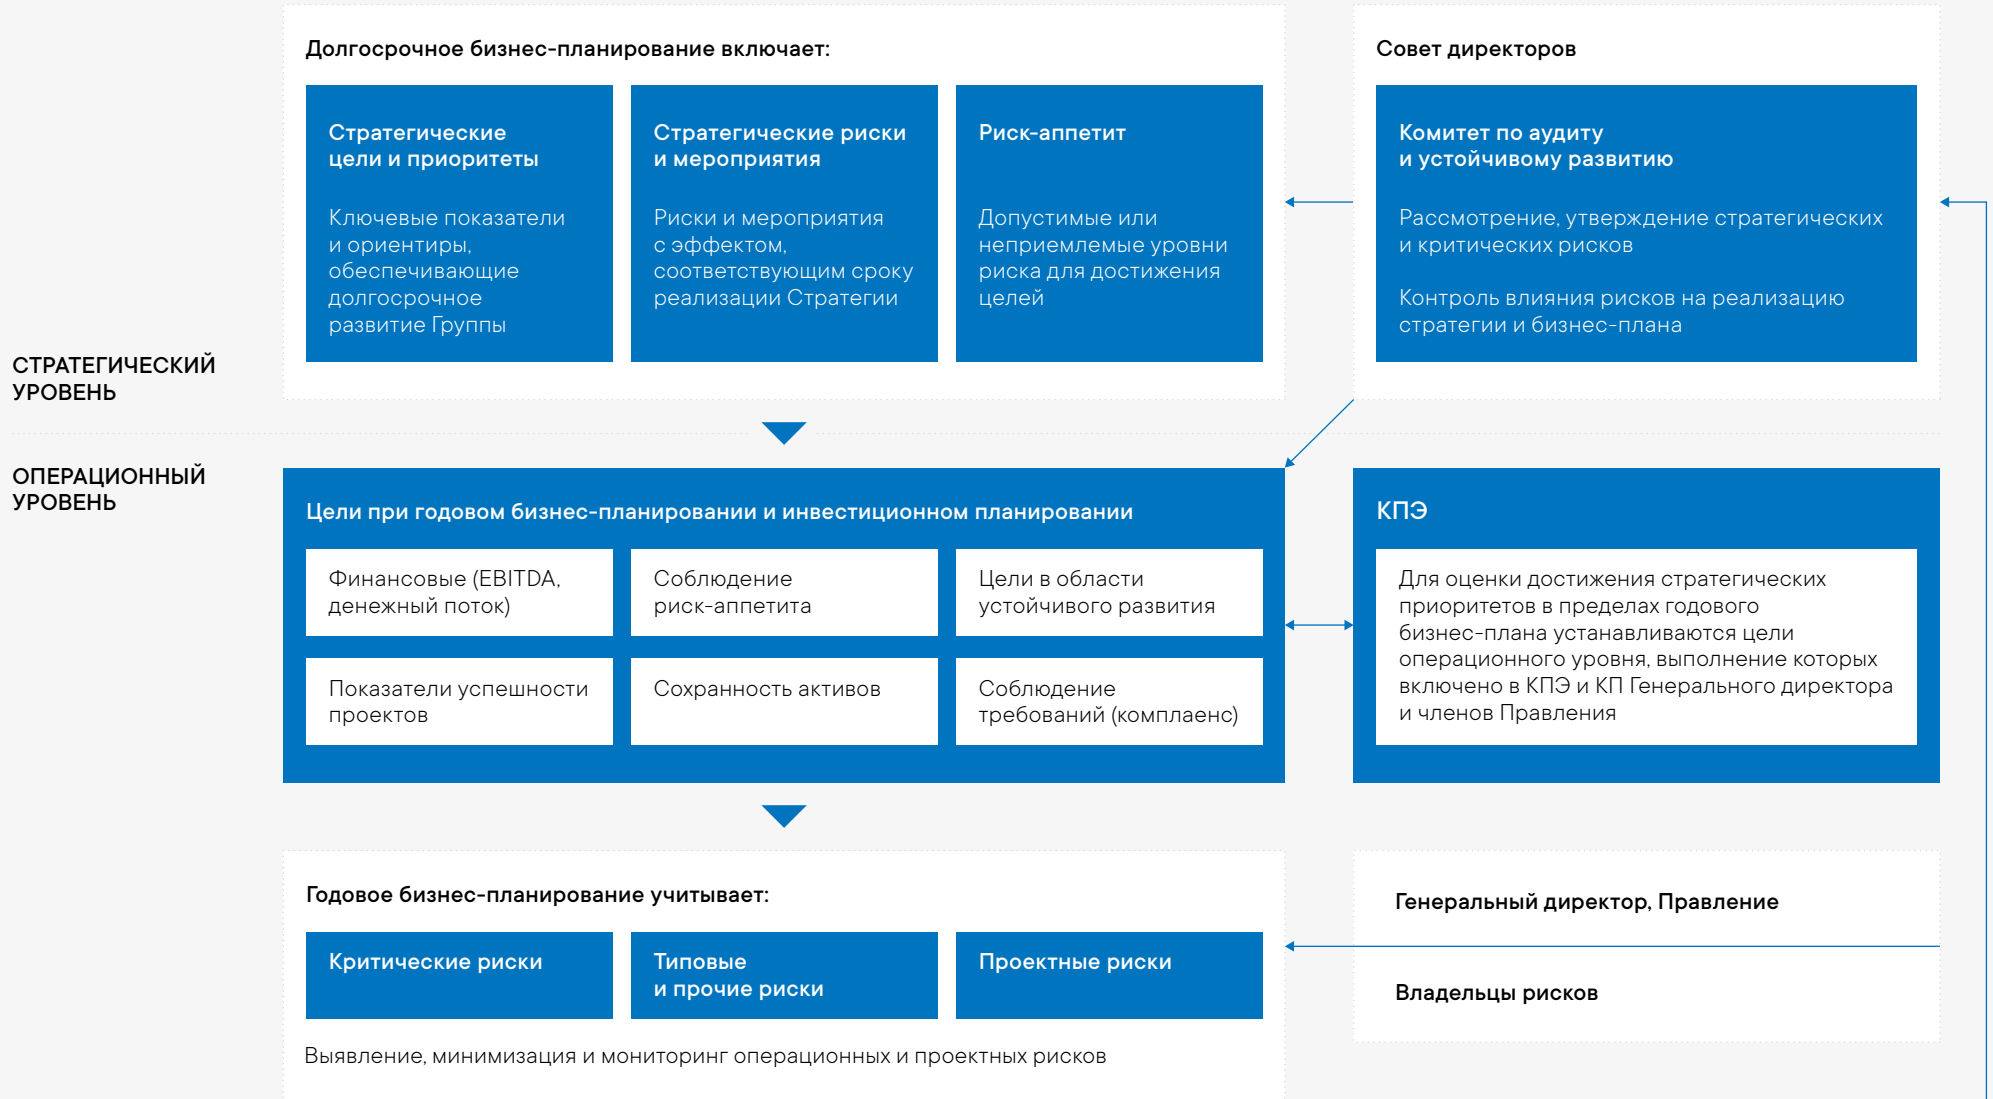 Долгосрочное бизнес-планирование включает:
Стратегические
цели и приоритеты
Ключевые показатели
и ориентиры,
обеспечивающие
долгосрочное
развитие Группы
Стратегические риски
и мероприятия
Риски и мероприятия
с эффектом,
соответствующим сроку
реализации Стратегии
Риск-аппетит
Допустимые или
неприемлемые уровни
риска для достижения
целей
Совет директоров
Комитет по аудиту
и устойчивому развитию
Рассмотрение, утверждение стратегических
и критических рисков
Контроль влияния рисков на реализацию
стратегии и бизнес-плана
СТРАТЕГИЧЕСКИЙ
УРОВЕНЬ
ОПЕРАЦИОННЫЙ
УРОВЕНЬ
Цели при годовом бизнес-планировании и инвестиционном планировании
Финансовые (EBITDA,
денежный поток)
Соблюдение
риск-аппетита
Цели в области
устойчивого развития
Показатели успешности
проектов
Сохранность активов
Соблюдение
требований (комплаенс)
КПЭ
Для оценки достижения стратегических
приоритетов в пределах годового
бизнес-плана устанавливаются цели
операционного уровня, выполнение которых
включено в КПЭ и КП Генерального директора
и членов Правления
Годовое бизнес-планирование учитывает:
Критические риски
Типовые
и прочие риски
Проектные риски
Выявление, минимизация и мониторинг операционных и проектных рисков
Генеральный директор, Правление
Владельцы рисков